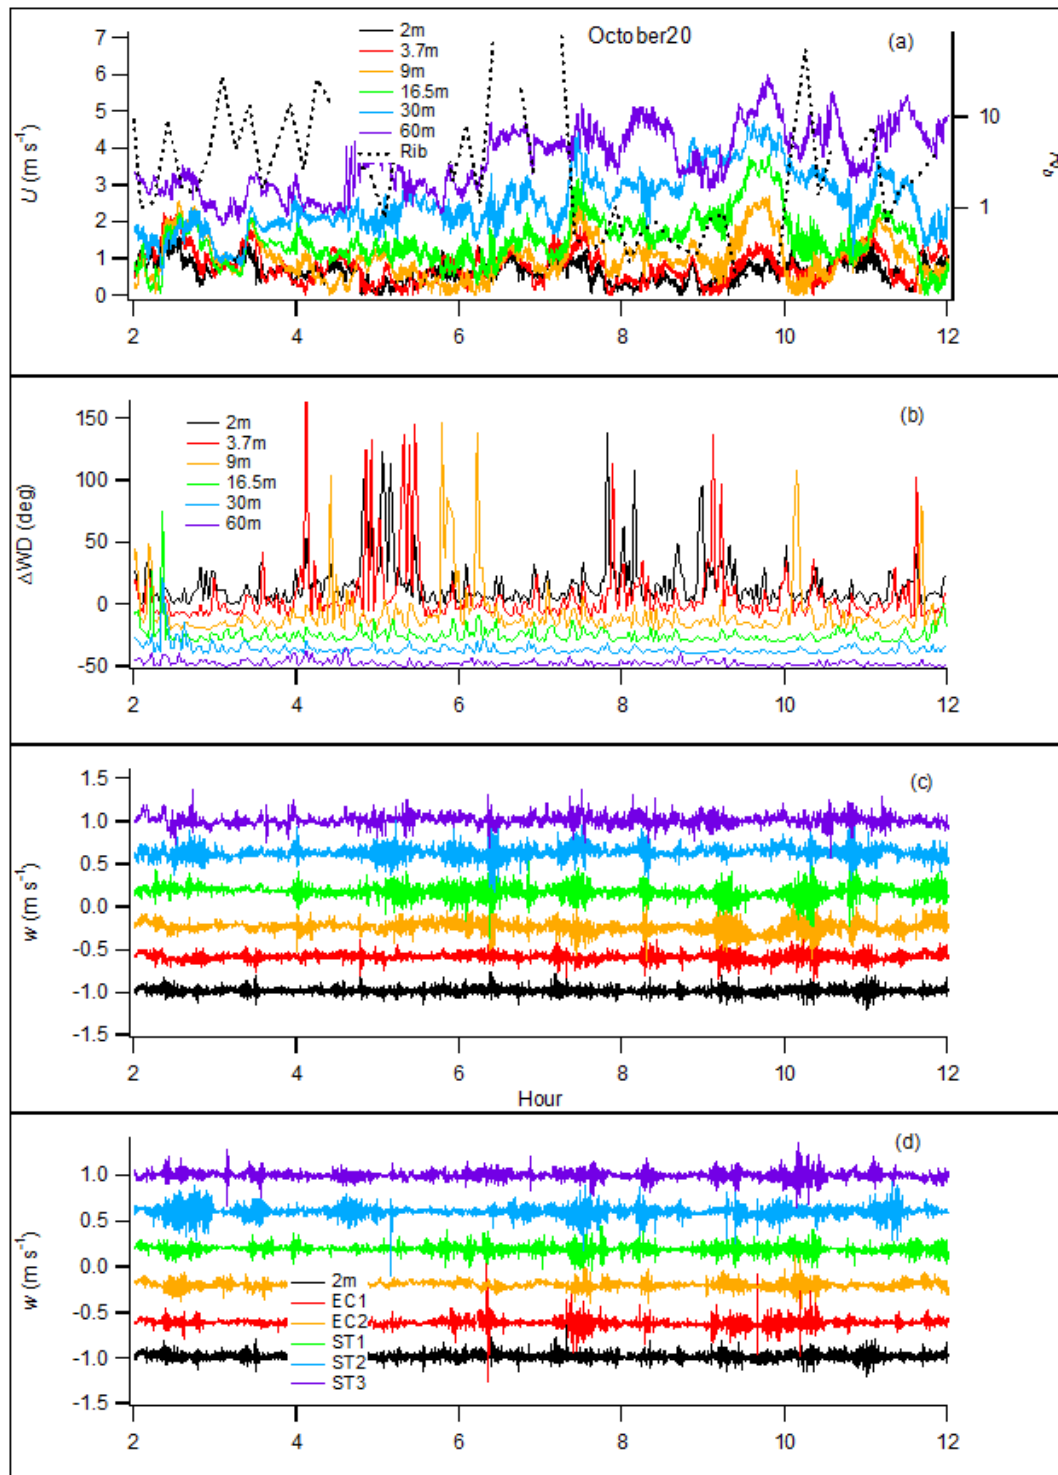 October20
(a)
2m
3.7m
9m
16.5m
30m
60m
Rib
U (m s⁻¹)
7
6
5
4
3
2
1
0
10
1
R_b
2 4 6 8 10 12
(b)
2m
3.7m
9m
16.5m
30m
60m
ΔWD (deg)
150
100
50
0
-50
2 4 6 8 10 12
(c)
w (m s⁻¹)
1.5
1.0
0.5
0.0
-0.5
-1.0
-1.5
2 4 6 8 10 12
Hour
(d)
w (m s⁻¹)
1.0
0.5
0.0
-0.5
-1.0
-1.5
2m
EC1
EC2
ST1
ST2
ST3
2 4 6 8 10 12